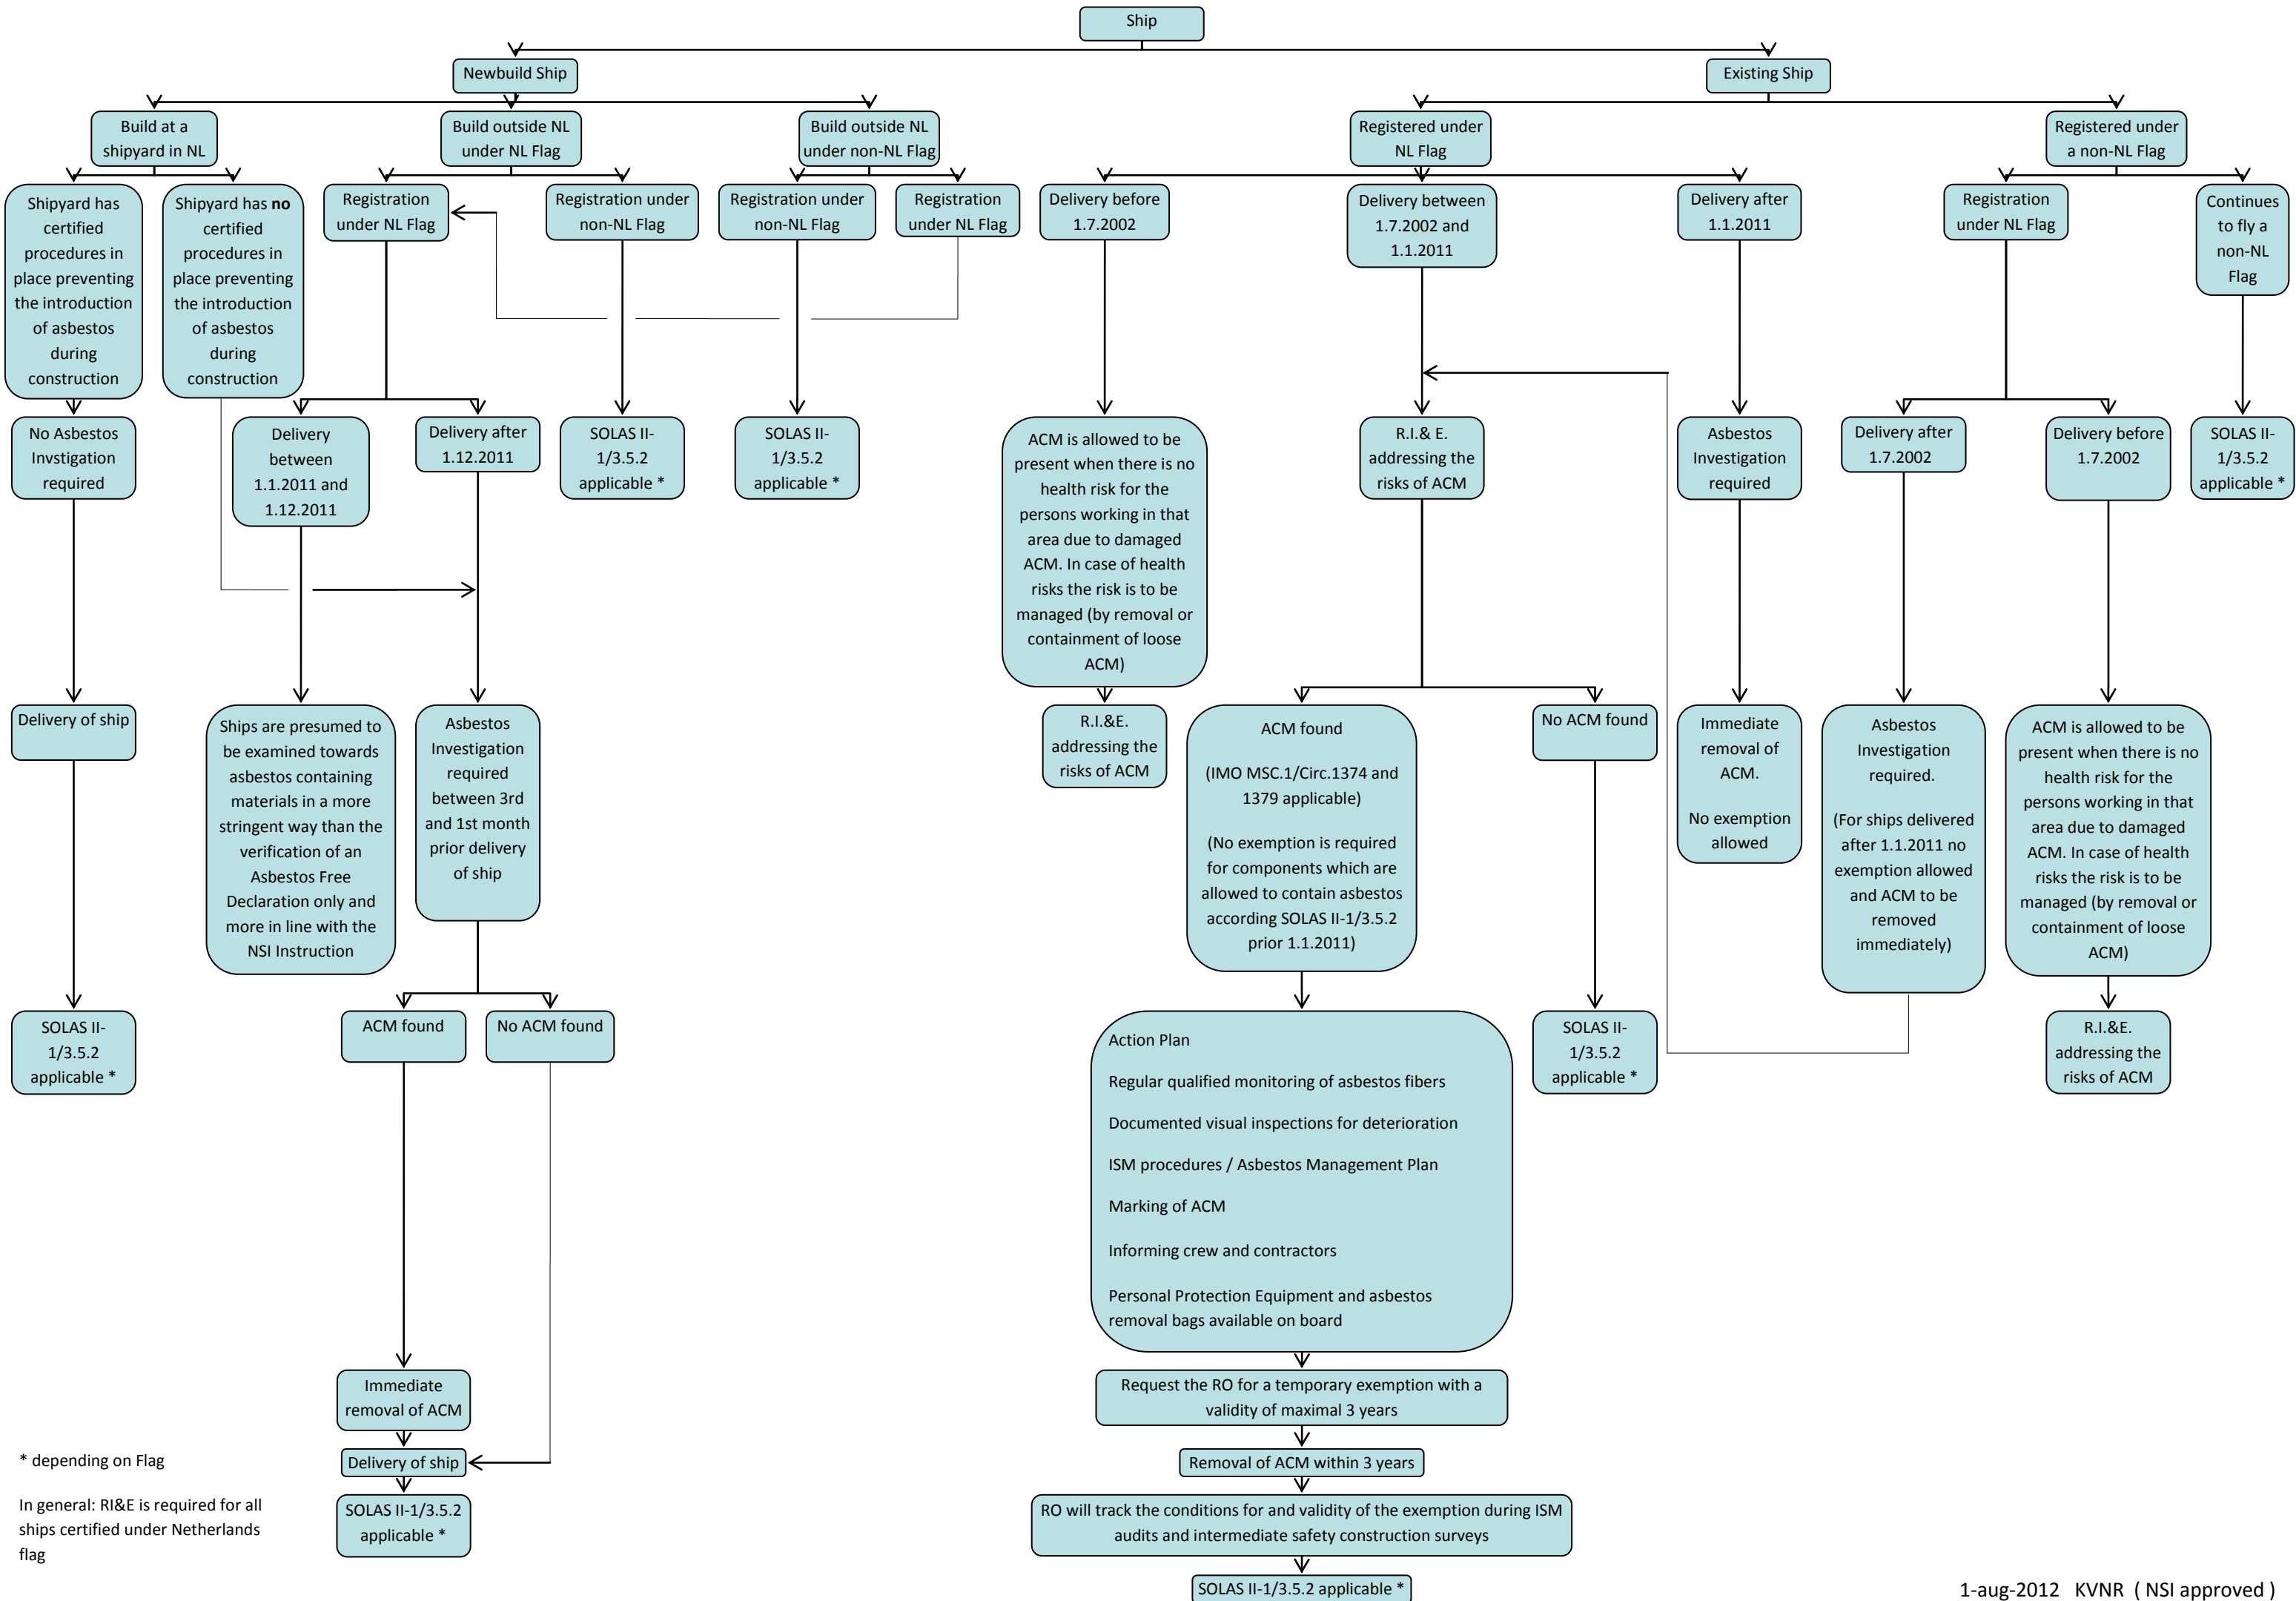 Ship
Newbuild Ship
Existing Ship
Build at a
shipyard in NL
Build outside NL
under NL Flag
Build outside NL
under non-NL Flag
Registered under
NL Flag
Registered under
a non-NL Flag
Shipyard has
certified
procedures in
place preventing
the introduction
of asbestos
during
construction
Shipyard has no
certified
procedures in
place preventing
the introduction
of asbestos
during
construction
Registration
under NL Flag
Registration under
non-NL Flag
Registration under
non-NL Flag
Registration
under NL Flag
Delivery before
1.7.2002
Delivery between
1.7.2002 and
1.1.2011
Delivery after
1.1.2011
Registration
under NL Flag
Continues
to fly a
non-NL
Flag
No Asbestos
Invstigation
required
Delivery
between
1.1.2011 and
1.12.2011
Delivery after
1.12.2011
SOLAS II-
1/3.5.2
applicable *
SOLAS II-
1/3.5.2
applicable *
ACM is allowed to be
present when there is no
health risk for the
persons working in that
area due to damaged
ACM. In case of health
risks the risk is to be
managed (by removal or
containment of loose
ACM)
R.I.& E.
addressing the
risks of ACM
Asbestos
Investigation
required
Delivery after
1.7.2002
Delivery before
1.7.2002
SOLAS II-
1/3.5.2
applicable *
Delivery of ship
Ships are presumed to
be examined towards
asbestos containing
materials in a more
stringent way than the
verification of an
Asbestos Free
Declaration only and
more in line with the
NSI Instruction
Asbestos
Investigation
required
between 3rd
and 1st month
prior delivery
of ship
R.I.&E.
addressing the
risks of ACM
ACM found
(IMO MSC.1/Circ.1374 and
1379 applicable)
(No exemption is required
for components which are
allowed to contain asbestos
according SOLAS II-1/3.5.2
prior 1.1.2011)
No ACM found
Immediate
removal of
ACM.
No exemption
allowed
Asbestos
Investigation
required.
(For ships delivered
after 1.1.2011 no
exemption allowed
and ACM to be
removed
immediately)
ACM is allowed to be
present when there is no
health risk for the
persons working in that
area due to damaged
ACM. In case of health
risks the risk is to be
managed (by removal or
containment of loose
ACM)
SOLAS II-
1/3.5.2
applicable *
ACM found
No ACM found
Action Plan
Regular qualified monitoring of asbestos fibers
Documented visual inspections for deterioration
ISM procedures / Asbestos Management Plan
Marking of ACM
Informing crew and contractors
Personal Protection Equipment and asbestos
removal bags available on board
SOLAS II-
1/3.5.2
applicable *
R.I.&E.
addressing the
risks of ACM
Immediate
removal of ACM
Request the RO for a temporary exemption with a
validity of maximal 3 years
Delivery of ship
Removal of ACM within 3 years
SOLAS II-1/3.5.2
applicable *
RO will track the conditions for and validity of the exemption during ISM
audits and intermediate safety construction surveys
SOLAS II-1/3.5.2 applicable *
* depending on Flag
In general: RI&E is required for all
ships certified under Netherlands
flag
1-aug-2012 KVNR ( NSI approved )